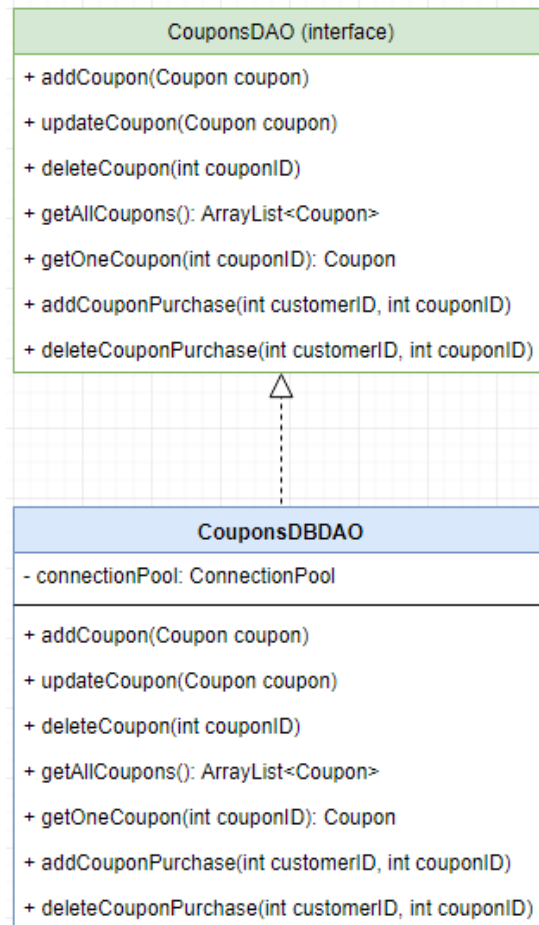 CouponsDAO (interface)
+ addCoupon(Coupon coupon)
+ updateCoupon(Coupon coupon)
+ deleteCoupon(int couponID)
+ getAllCoupons(): ArrayList<Coupon>
+ getOneCoupon(int couponID): Coupon
+ addCouponPurchase(int customerID, int couponID)
+ deleteCouponPurchase(int customerID, int couponID)
CouponsDBDAO
- connectionPool: ConnectionPool
+ addCoupon(Coupon coupon)
+ updateCoupon(Coupon coupon)
+ deleteCoupon(int couponID)
+ getAllCoupons(): ArrayList<Coupon>
+ getOneCoupon(int couponID): Coupon
+ addCouponPurchase(int customerID, int couponID)
+ deleteCouponPurchase(int customerID, int couponID)